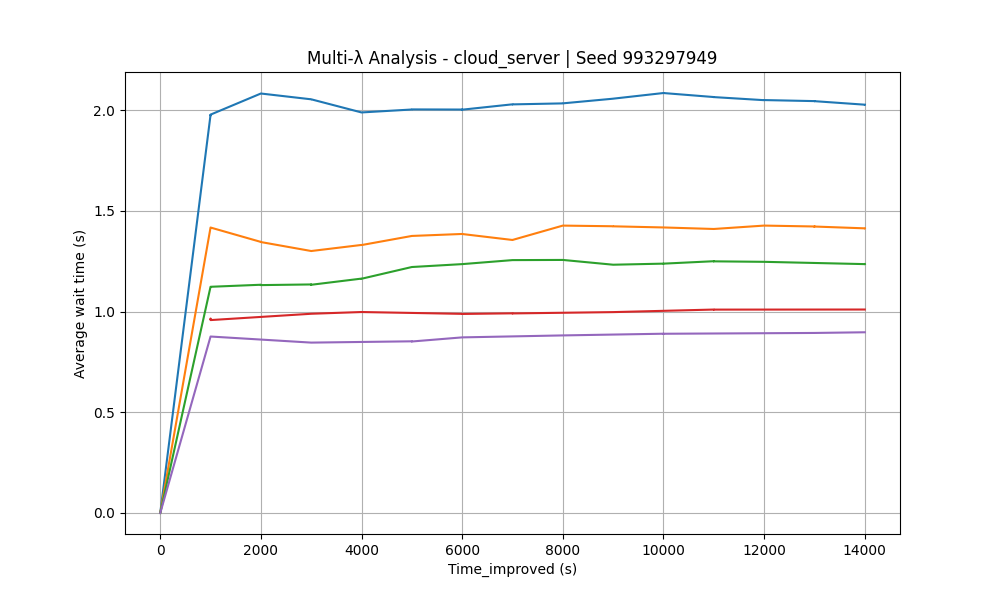 Multi-λ Analysis - cloud_server | Seed 993297949
Average wait time (s)
2.0
1.5
1.0
0.5
0.0
0 2000 4000 6000 8000 10000 12000 14000
Time_improved (s)